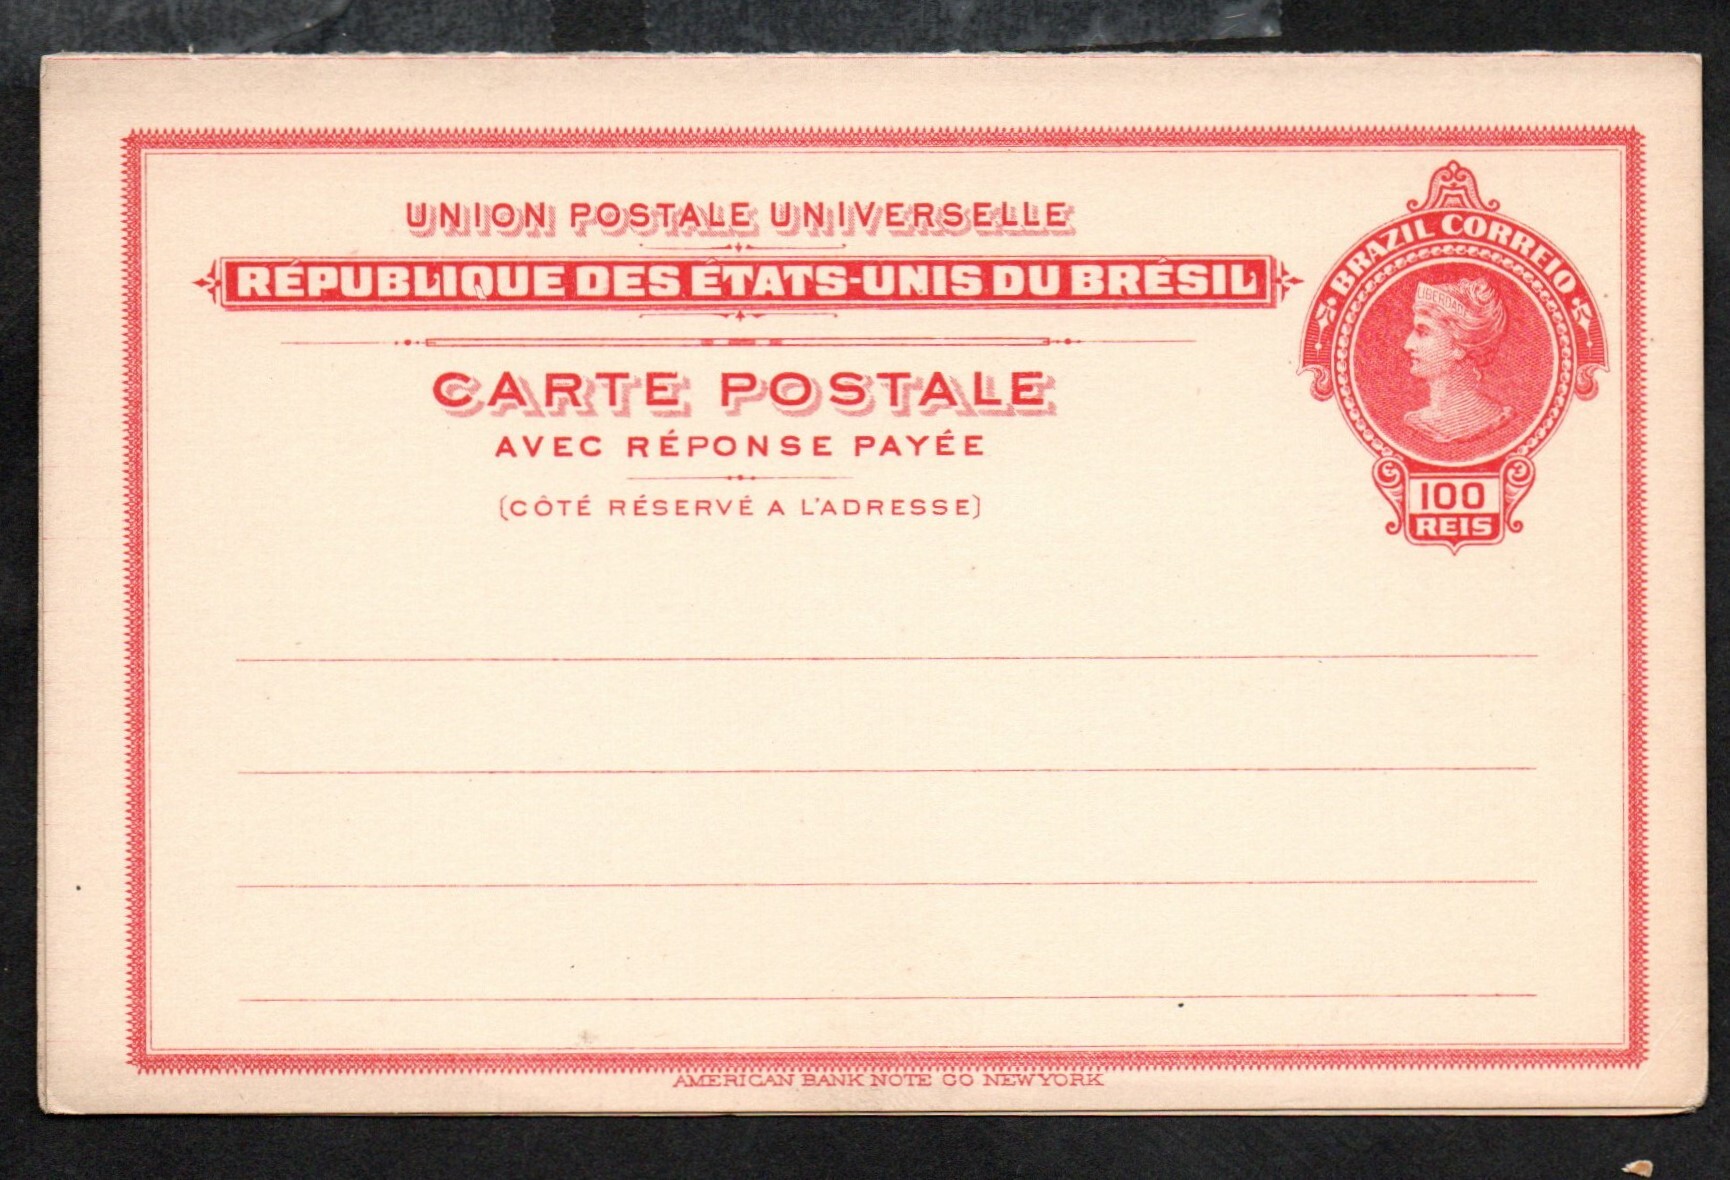 UNION POSTALE UNIVERSELLE
RÉPUBLIQUE DES ÉTATS-UNIS DU BRÉSIL
CARTE POSTALE
AVEC RÉPONSE PAYÉE
(CÔTÉ RÉSERVÉ A L'ADRESSE)
BRAZIL CORREIO
LIBERDADE
100
REIS
AMERICAN BANK NOTE CO NEW YORK